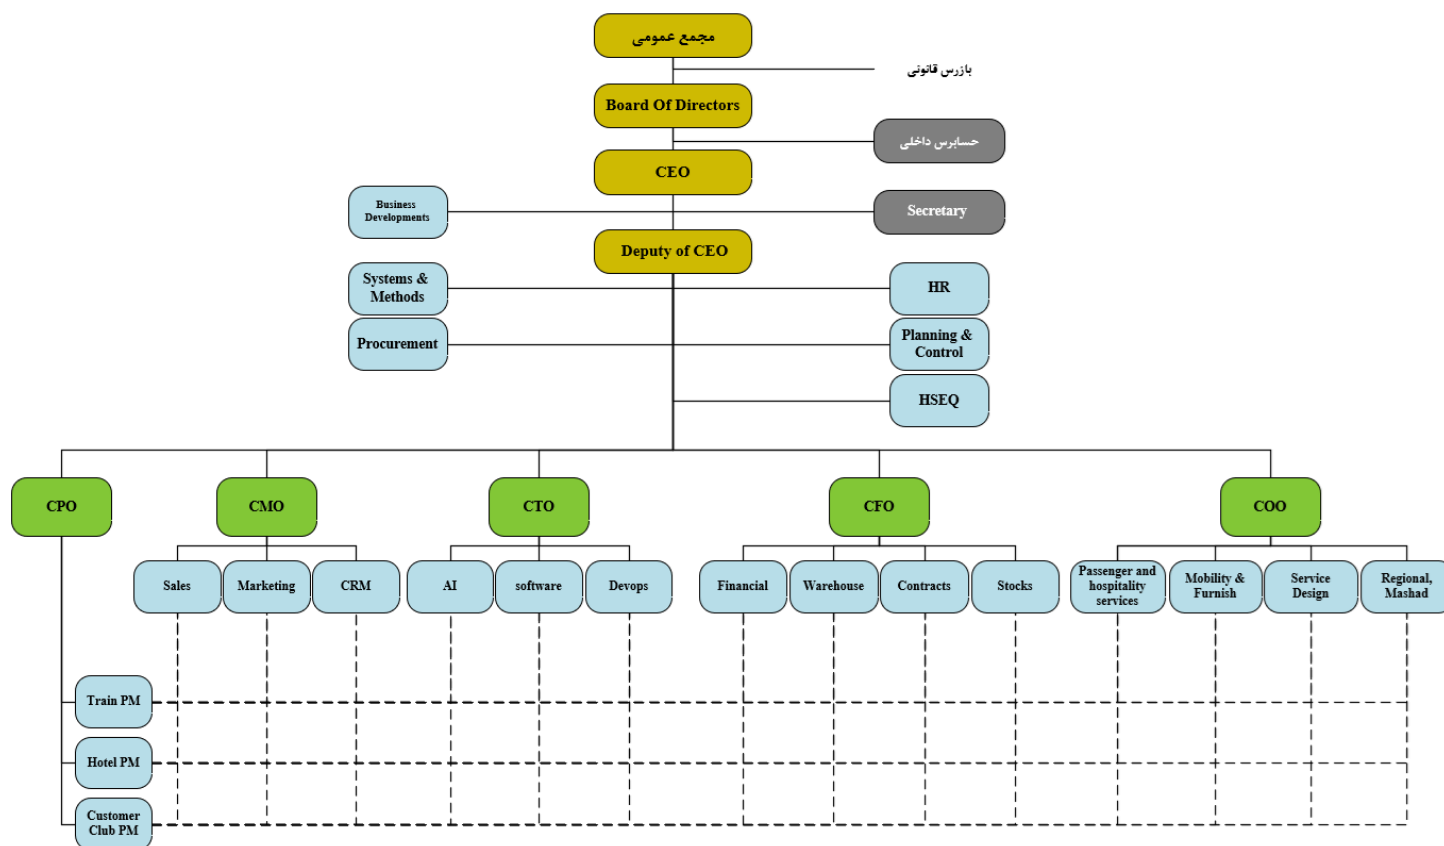 مجمع عمومی
بازرس قانونی
Board Of Directors
حسابرس داخلی
CEO
Business
Developments
Secretary
Deputy of CEO
Systems &
Methods
HR
Procurement
Planning &
Control
HSEQ
CPO
CMO
CTO
CFO
COO
Sales
Marketing
CRM
AI
software
Devops
Financial
Warehouse
Contracts
Stocks
Passenger and
hospitality
services
Mobility &
Furnish
Service
Design
Regional,
Mashad
Train PM
Hotel PM
Customer
Club PM